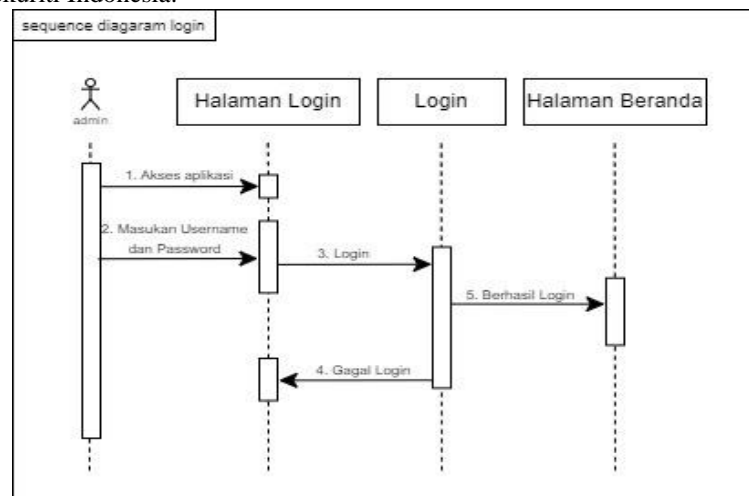 sequence diagaram login
admin
Halaman Login
Login
Halaman Beranda
1. Akses aplikasi
2. Masukan Username
dan Password
3. Login
5. Berhasil Login
4. Gagal Login